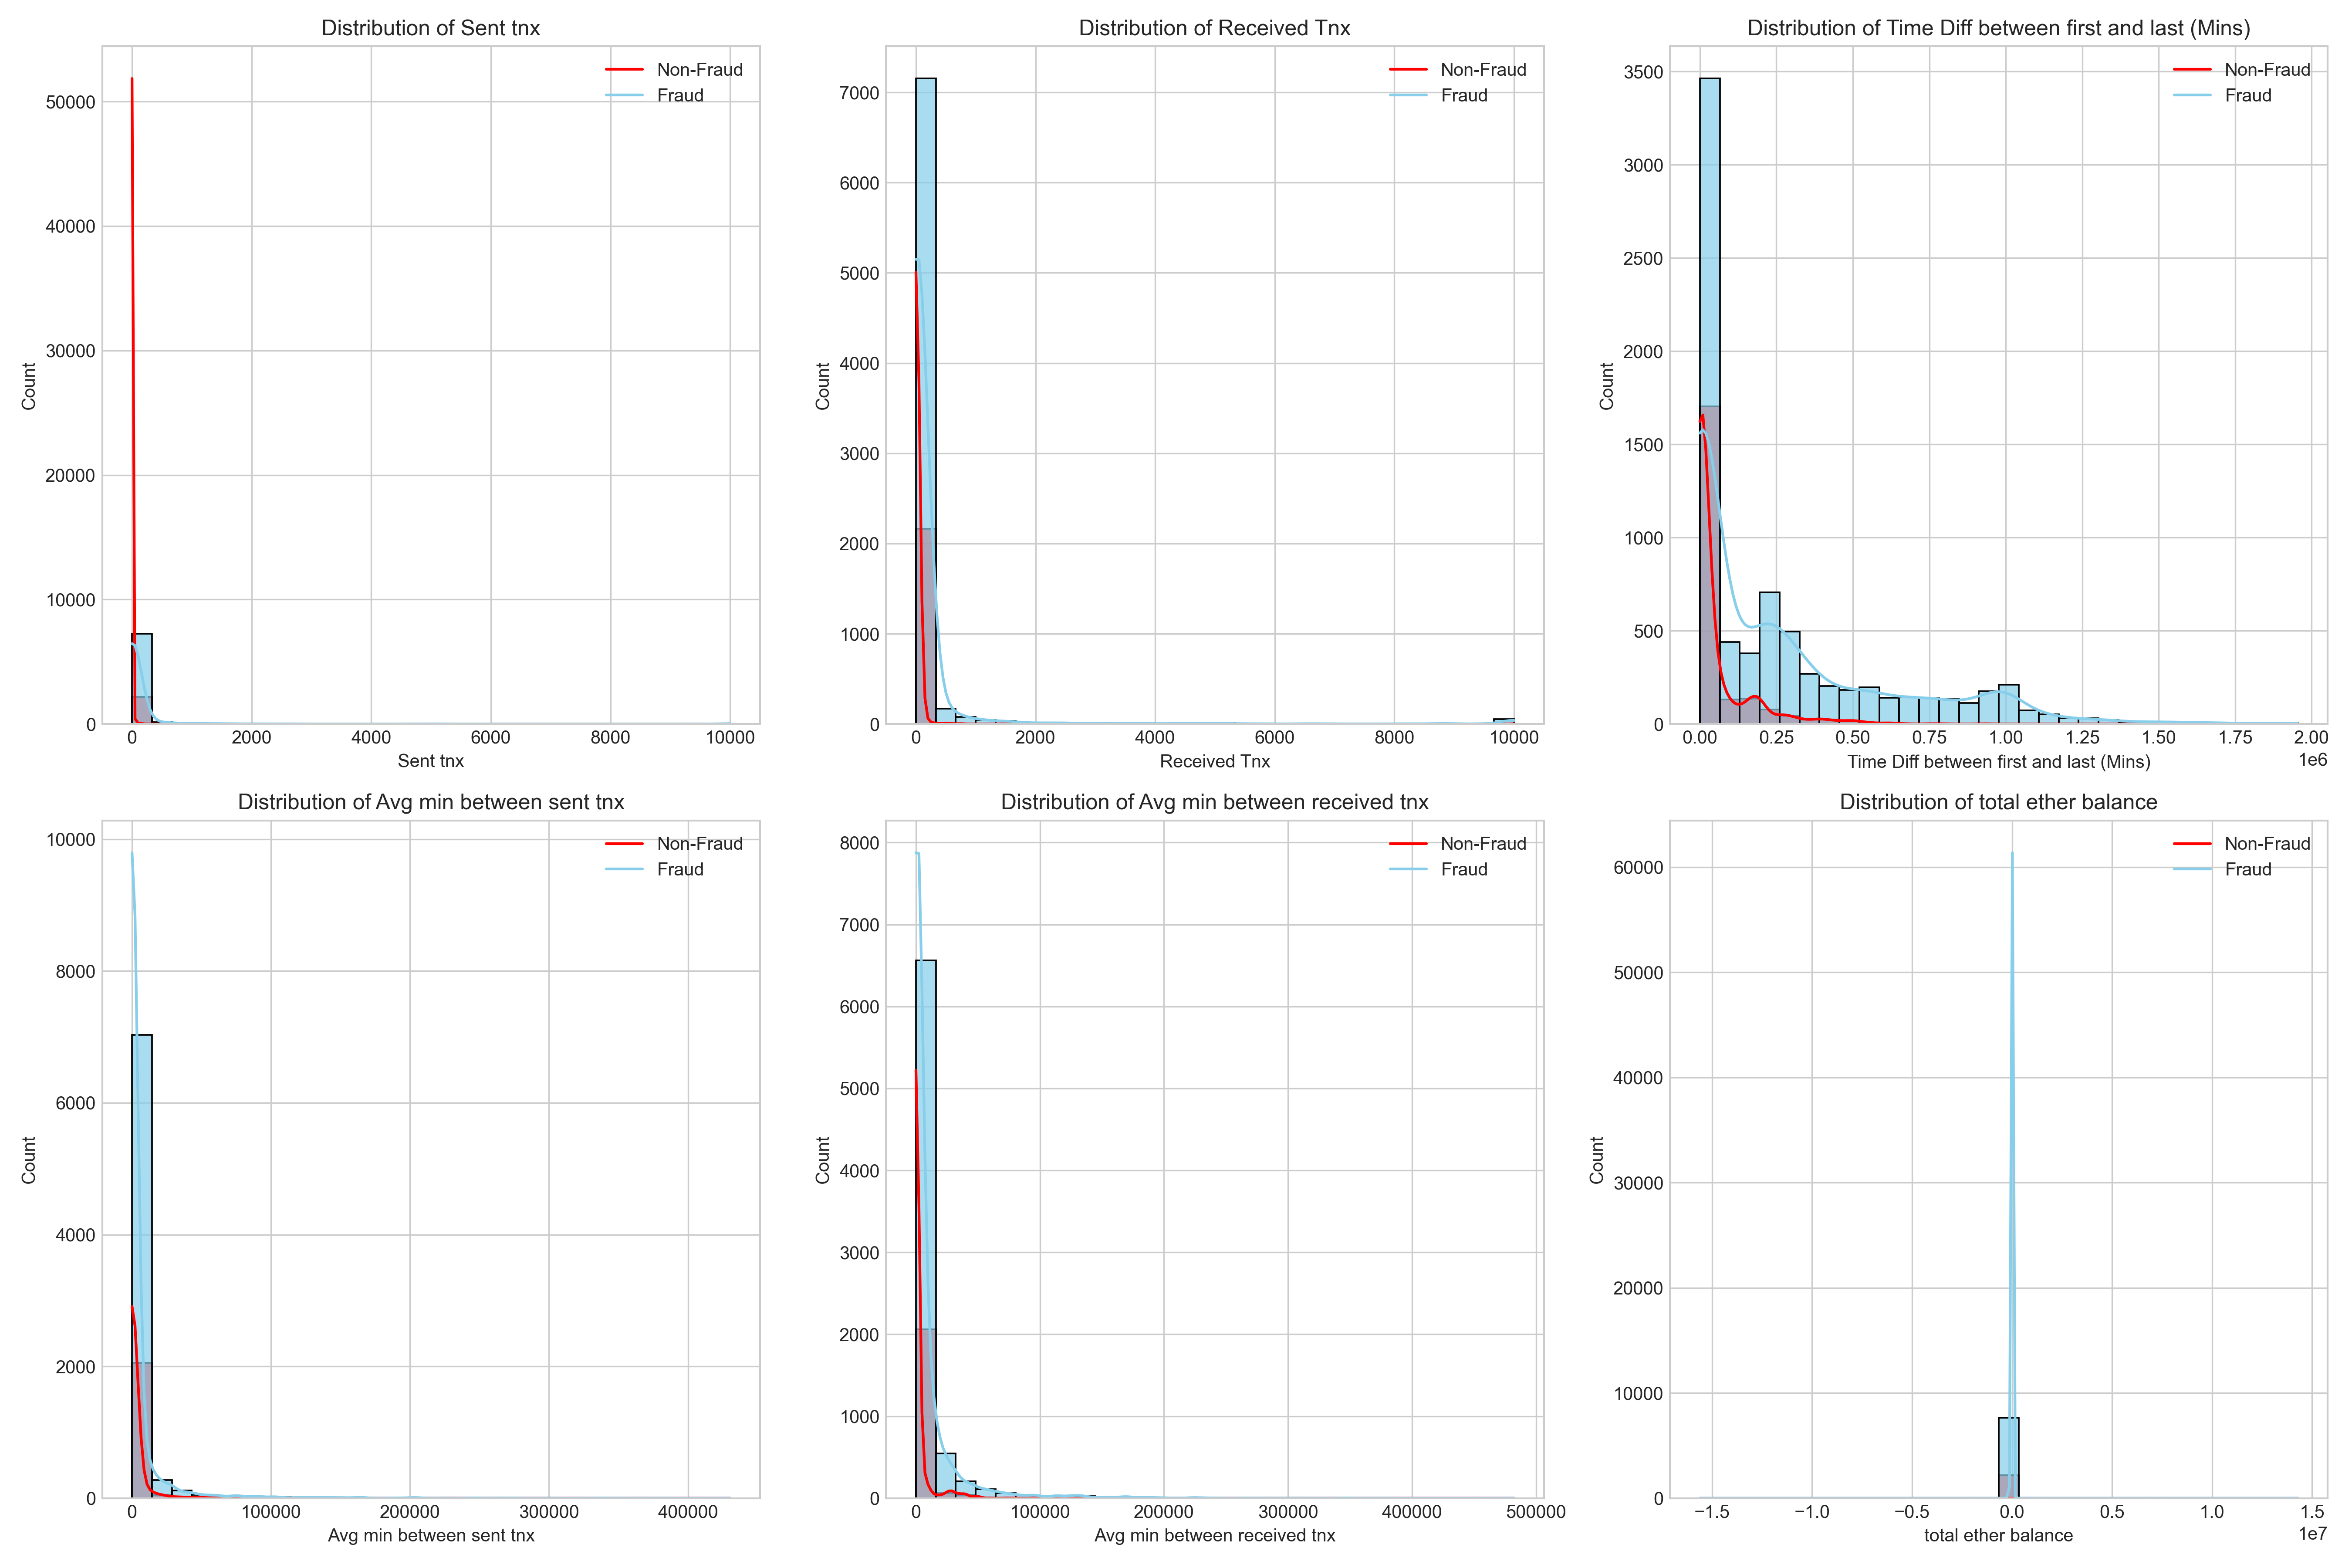 Distribution of Sent tnx
Non-Fraud
Fraud
50000
40000
30000
20000
10000
0
Count
0 2000 4000 6000 8000 10000
Sent tnx
Distribution of Received Tnx
Non-Fraud
Fraud
7000
6000
5000
4000
3000
2000
1000
0
Count
0 2000 4000 6000 8000 10000
Received Tnx
Distribution of Time Diff between first and last (Mins)
Non-Fraud
Fraud
3500
3000
2500
2000
1500
1000
500
0
Count
0.00 0.25 0.50 0.75 1.00 1.25 1.50 1.75 2.00
1e6
Time Diff between first and last (Mins)
Distribution of Avg min between sent tnx
Non-Fraud
Fraud
10000
8000
6000
4000
2000
0
Count
0 100000 200000 300000 400000
Avg min between sent tnx
Distribution of Avg min between received tnx
Non-Fraud
Fraud
8000
7000
6000
5000
4000
3000
2000
1000
0
Count
0 100000 200000 300000 400000 500000
Avg min between received tnx
Distribution of total ether balance
Non-Fraud
Fraud
60000
50000
40000
30000
20000
10000
0
Count
−1.5 −1.0 −0.5 0.0 0.5 1.0 1.5
1e7
total ether balance